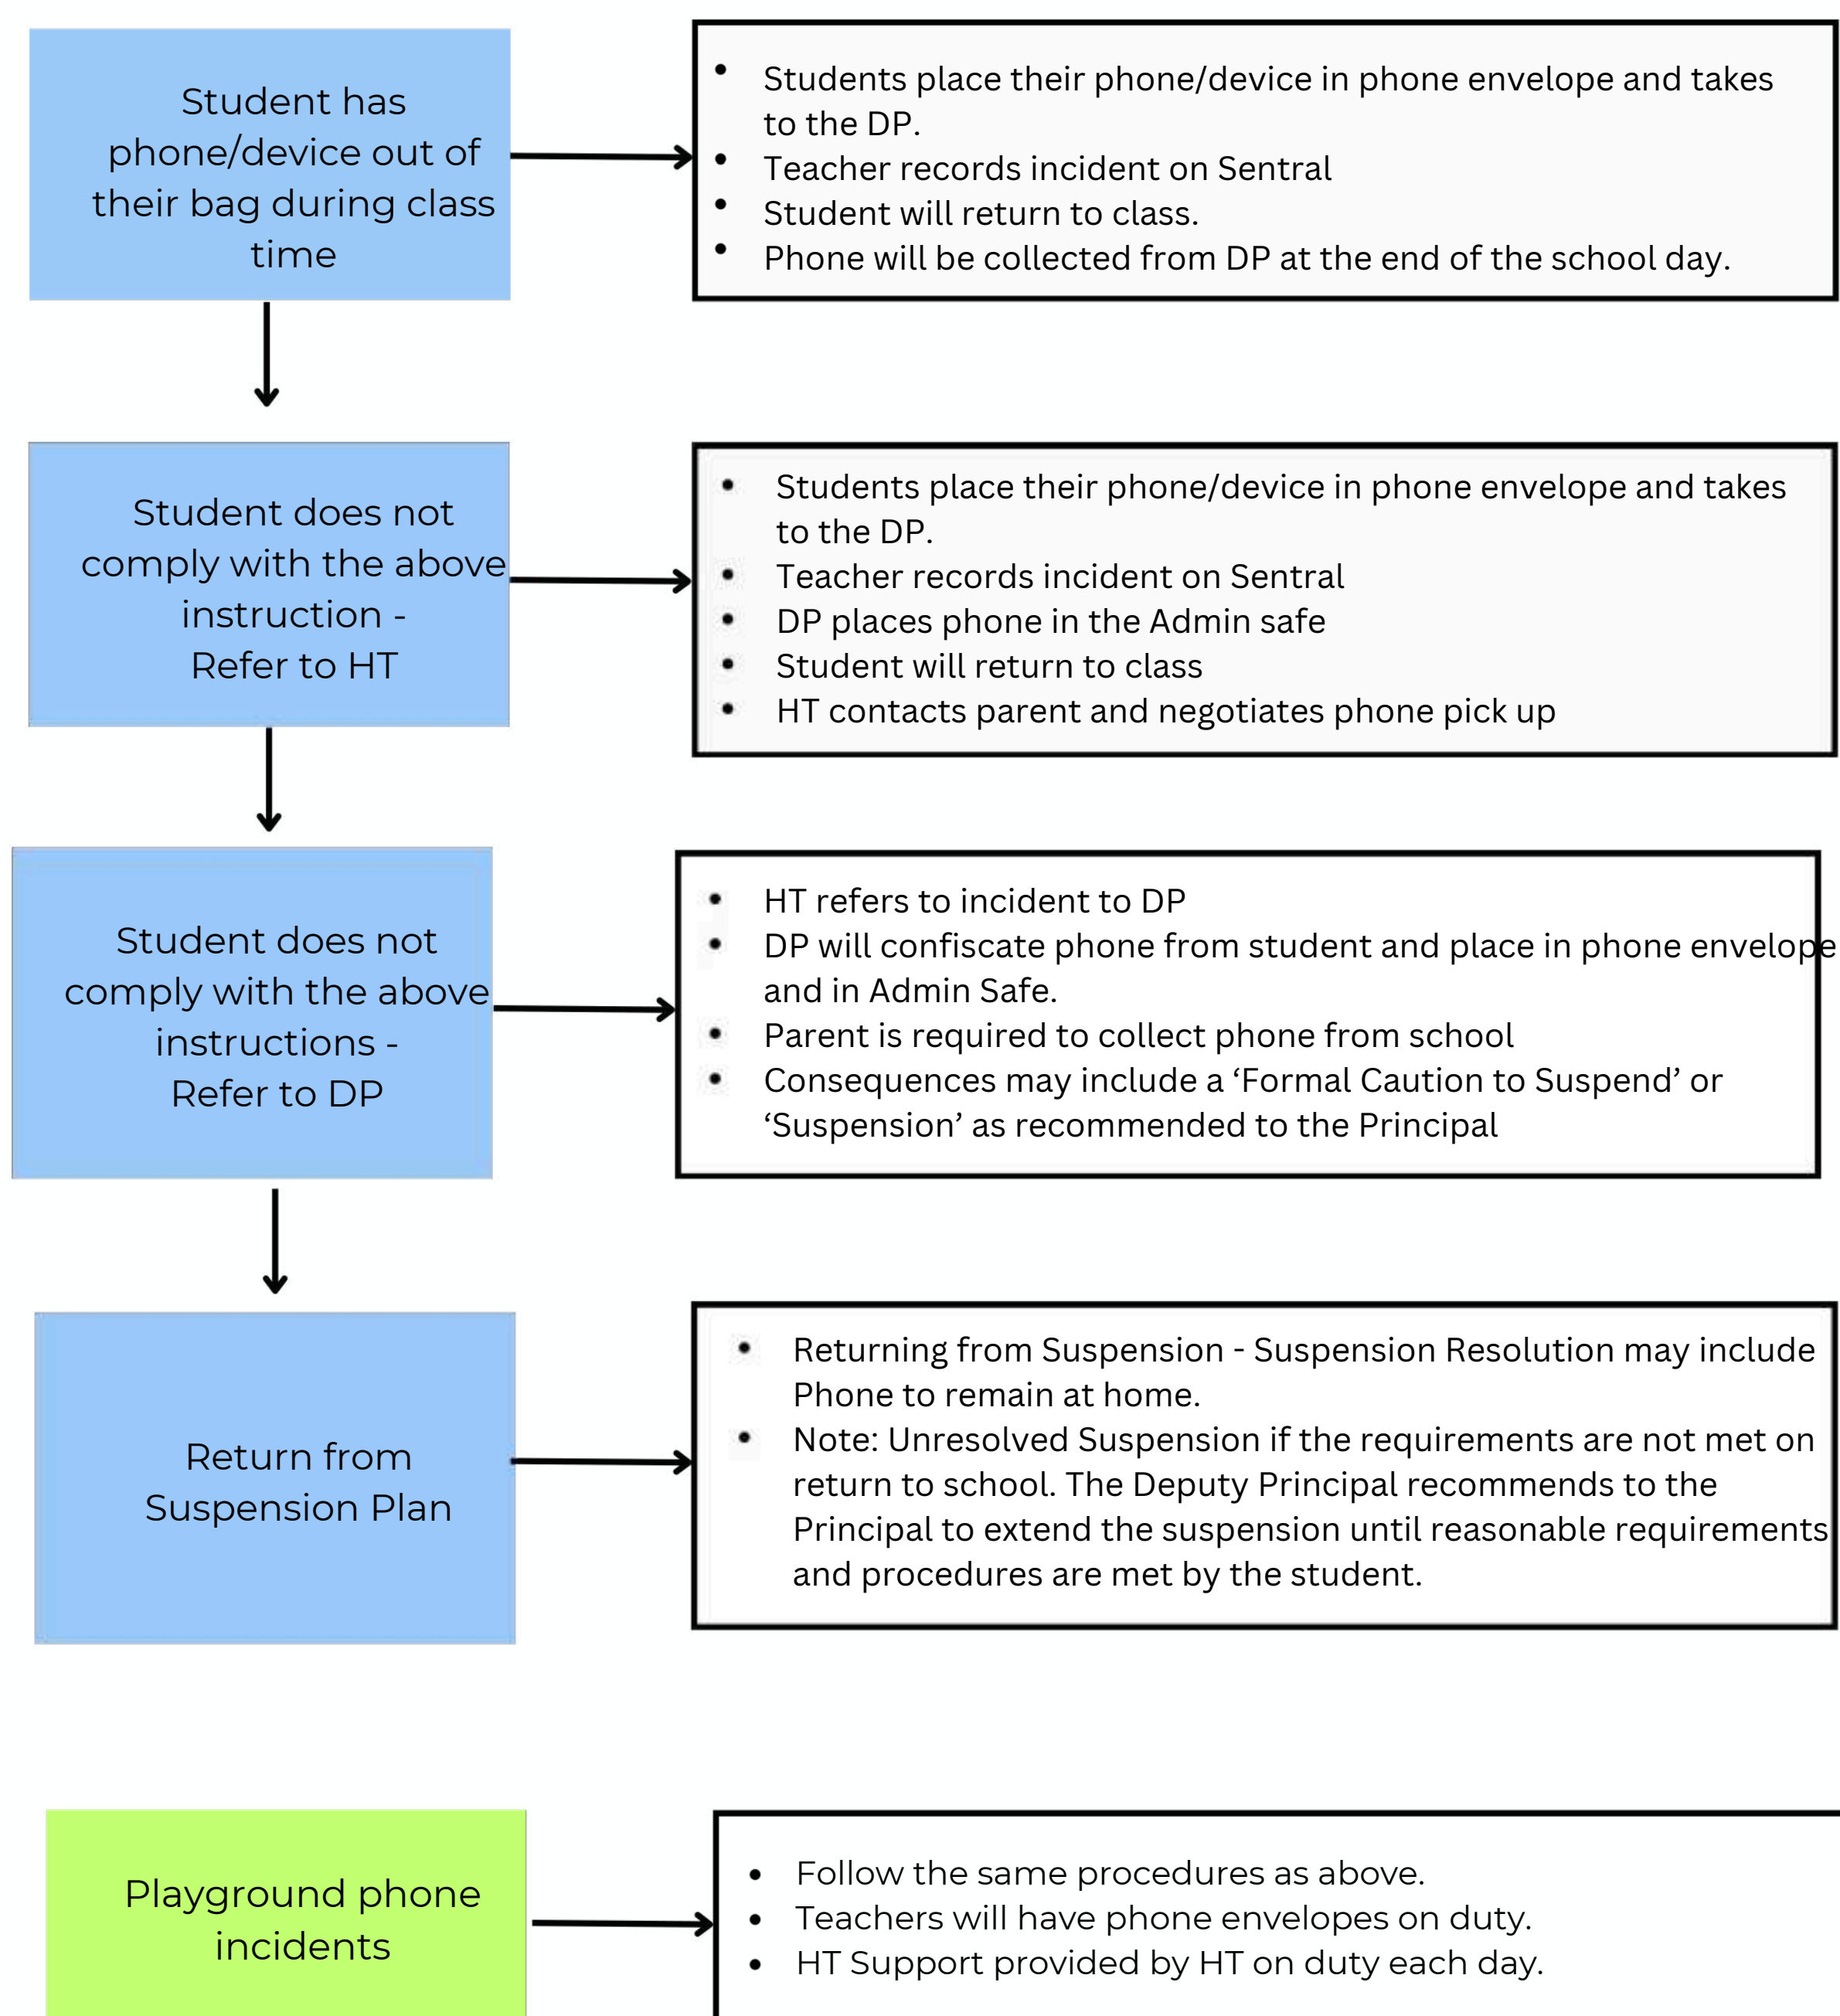 Student has
phone/device out of
their bag during class
time
• Students place their phone/device in phone envelope and takes
to the DP.
• Teacher records incident on Sentral
• Student will return to class.
• Phone will be collected from DP at the end of the school day.
Student does not
comply with the above
instruction -
Refer to HT
• Students place their phone/device in phone envelope and takes
to the DP.
• Teacher records incident on Sentral
• DP places phone in the Admin safe
• Student will return to class
• HT contacts parent and negotiates phone pick up
Student does not
comply with the above
instructions -
Refer to DP
• HT refers to incident to DP
• DP will confiscate phone from student and place in phone envelope
and in Admin Safe.
• Parent is required to collect phone from school
• Consequences may include a ‘Formal Caution to Suspend’ or
‘Suspension’ as recommended to the Principal
Return from
Suspension Plan
• Returning from Suspension - Suspension Resolution may include
Phone to remain at home.
• Note: Unresolved Suspension if the requirements are not met on
return to school. The Deputy Principal recommends to the
Principal to extend the suspension until reasonable requirements
and procedures are met by the student.
Playground phone
incidents
• Follow the same procedures as above.
• Teachers will have phone envelopes on duty.
• HT Support provided by HT on duty each day.